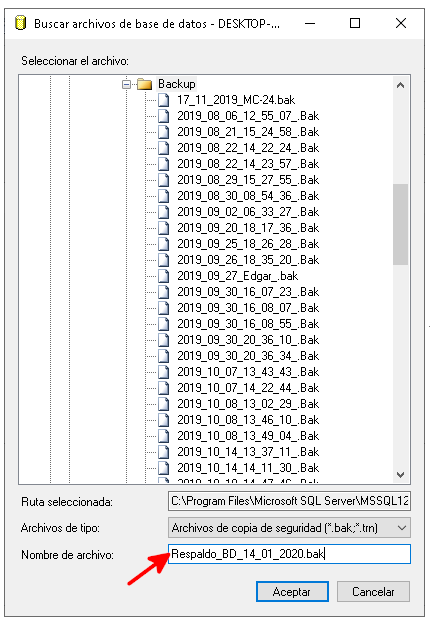 Buscar archivos de base de datos - DESKTOP-...
Seleccionar el archivo:
Backup
17_11_2019_MC-24.bak
2019_08_06_12_55_07_.Bak
2019_08_21_15_24_58_.Bak
2019_08_22_14_22_24_.Bak
2019_08_22_14_23_57_.Bak
2019_08_29_15_27_55_.Bak
2019_08_30_08_54_36_.Bak
2019_09_02_06_33_27_.Bak
2019_09_20_18_17_36_.Bak
2019_09_25_18_26_28_.Bak
2019_09_26_18_35_20_.Bak
2019_09_27_Edgar_.bak
2019_09_30_16_07_23_.Bak
2019_09_30_16_08_07_.Bak
2019_09_30_16_08_55_.Bak
2019_09_30_20_36_10_.Bak
2019_09_30_20_36_34_.Bak
2019_10_07_13_43_43_.Bak
2019_10_07_14_22_44_.Bak
2019_10_08_13_02_29_.Bak
2019_10_08_13_46_10_.Bak
2019_10_08_13_49_04_.Bak
2019_10_14_13_37_11_.Bak
2019_10_14_14_11_30_.Bak
Ruta seleccionada:
C:\Program Files\Microsoft SQL Server\MSSQL12
Archivos de tipo:
Archivos de copia de seguridad (*.bak;*.trn)
Nombre de archivo:
Respaldo_BD_14_01_2020.bak
Aceptar
Cancelar